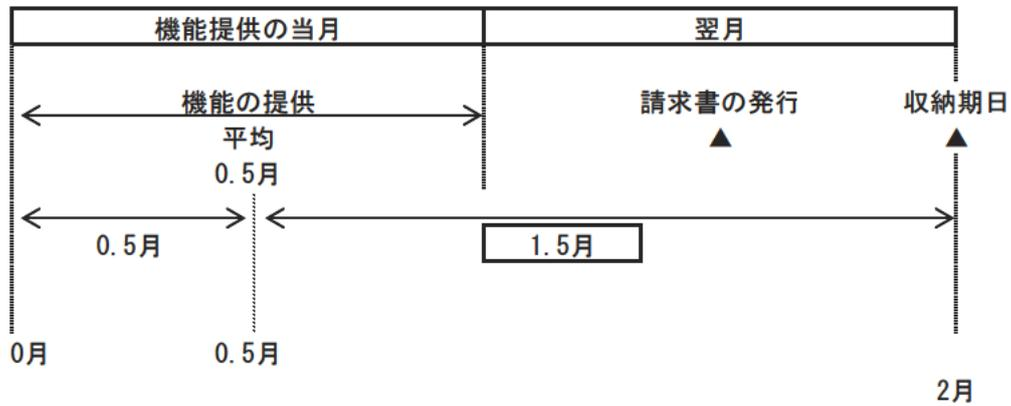 機能提供の当月 翌月
機能の提供 請求書の発行 収納期日
平均 ▲ ▲
0.5月
0.5月 1.5月
0月 0.5月
2月